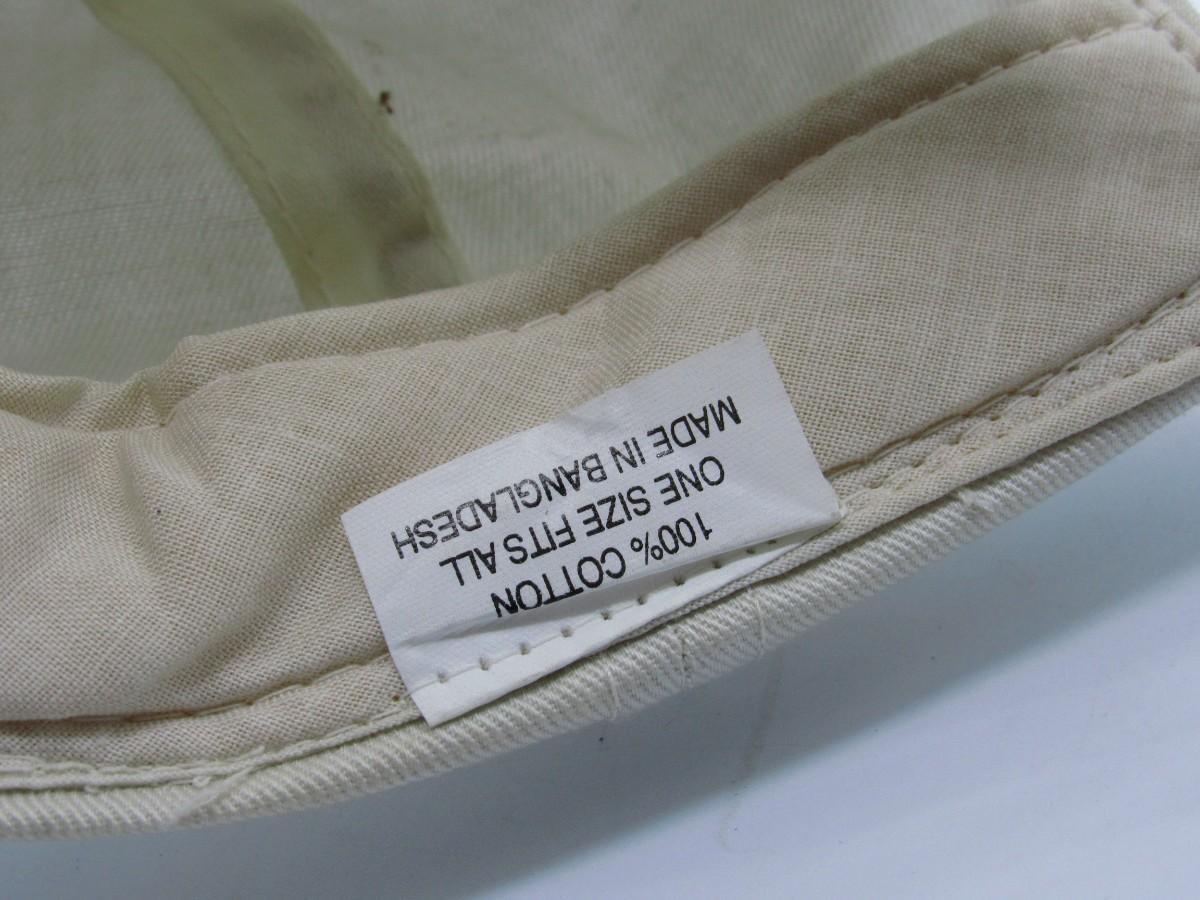 100% COTTON
ONE SIZE FITS ALL
MADE IN BANGLADESH